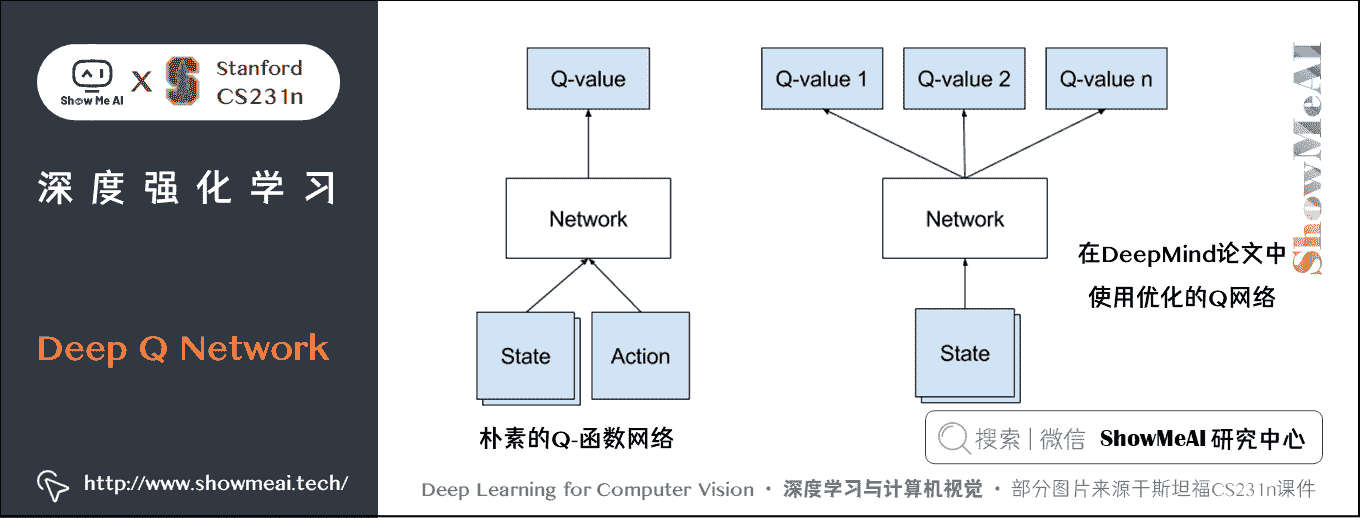 Show Me AI
X
Stanford
CS231n
深度强化学习
Deep Q Network
http://www.showmeai.tech/
Q-value
Network
State
Action
朴素的Q-函数网络
Q-value 1
Q-value 2
Q-value n
Network
State
在DeepMind论文中
使用优化的Q网络
ShowMeAI
搜索 | 微信 ShowMeAI 研究中心
Deep Learning for Computer Vision · 深度学习与计算机视觉 · 部分图片来源于斯坦福CS231n课件